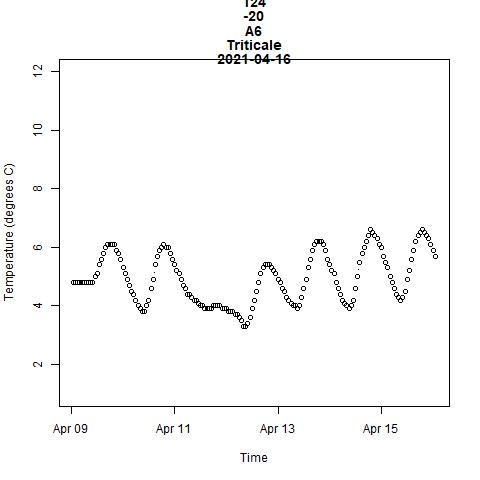 124
-20
A6
Triticale
2021-04-16
Temperature (degrees C)
12
10
8
6
4
2
Apr 09
Apr 11
Apr 13
Apr 15
Time